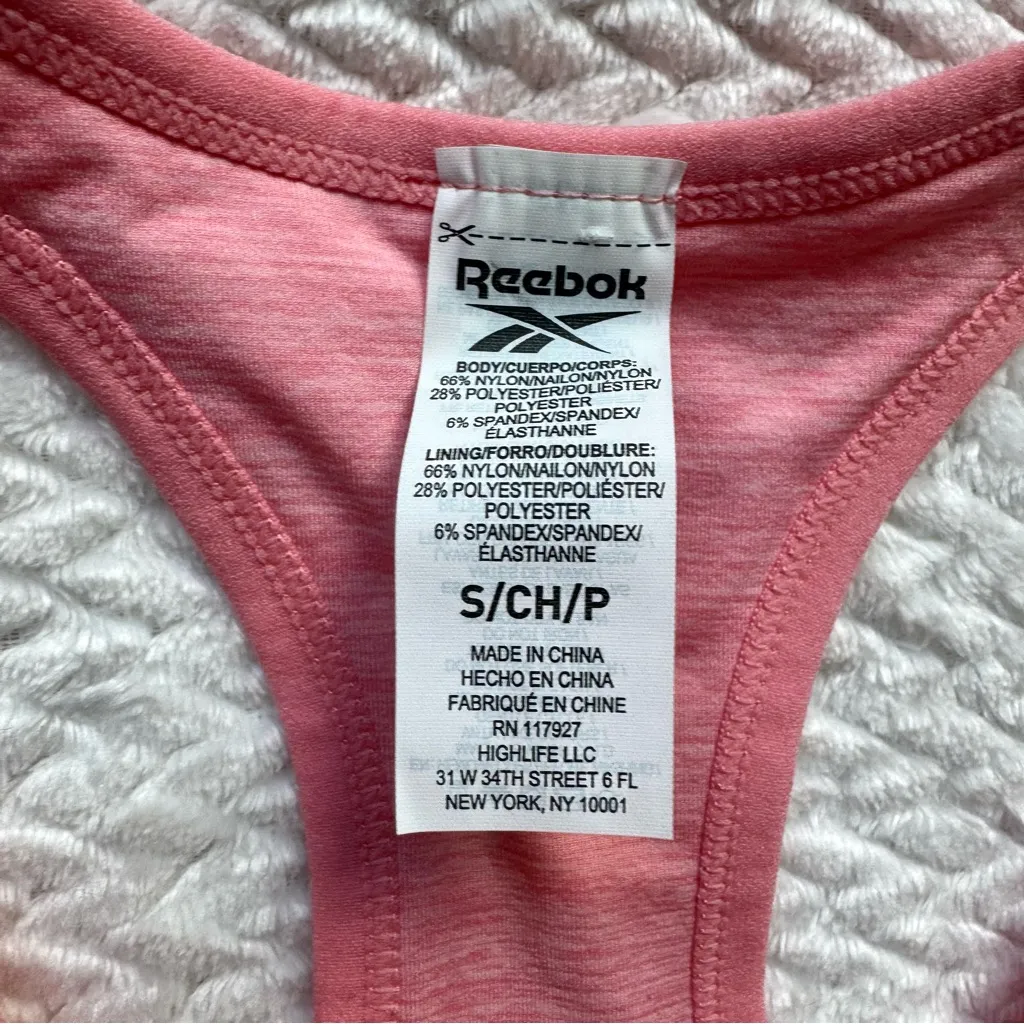 Reebok
BODY/CUERPO/CORPS:
66% NYLON/NAILON/NYLON
28% POLYESTER/POLIÉSTER/
POLYESTER
6% SPANDEX/SPANDEX/
ÉLASTHANNE
LINING/FORRO/DOUBLURE:
66% NYLON/NAILON/NYLON
28% POLYESTER/POLIÉSTER/
POLYESTER
6% SPANDEX/SPANDEX/
ÉLASTHANNE
S/CH/P
MADE IN CHINA
HECHO EN CHINA
FABRIQUÉ EN CHINE
RN 117927
HIGHLIFE LLC
31 W 34TH STREET 6 FL
NEW YORK, NY 10001